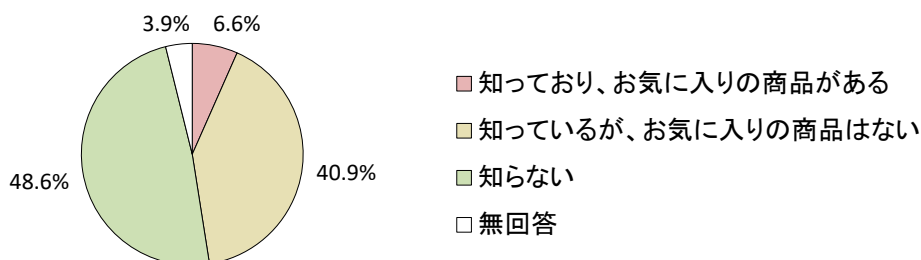 3.9%
6.6%
40.9%
48.6%
知っており、お気に入りの商品がある
知っているが、お気に入りの商品はない
知らない
無回答